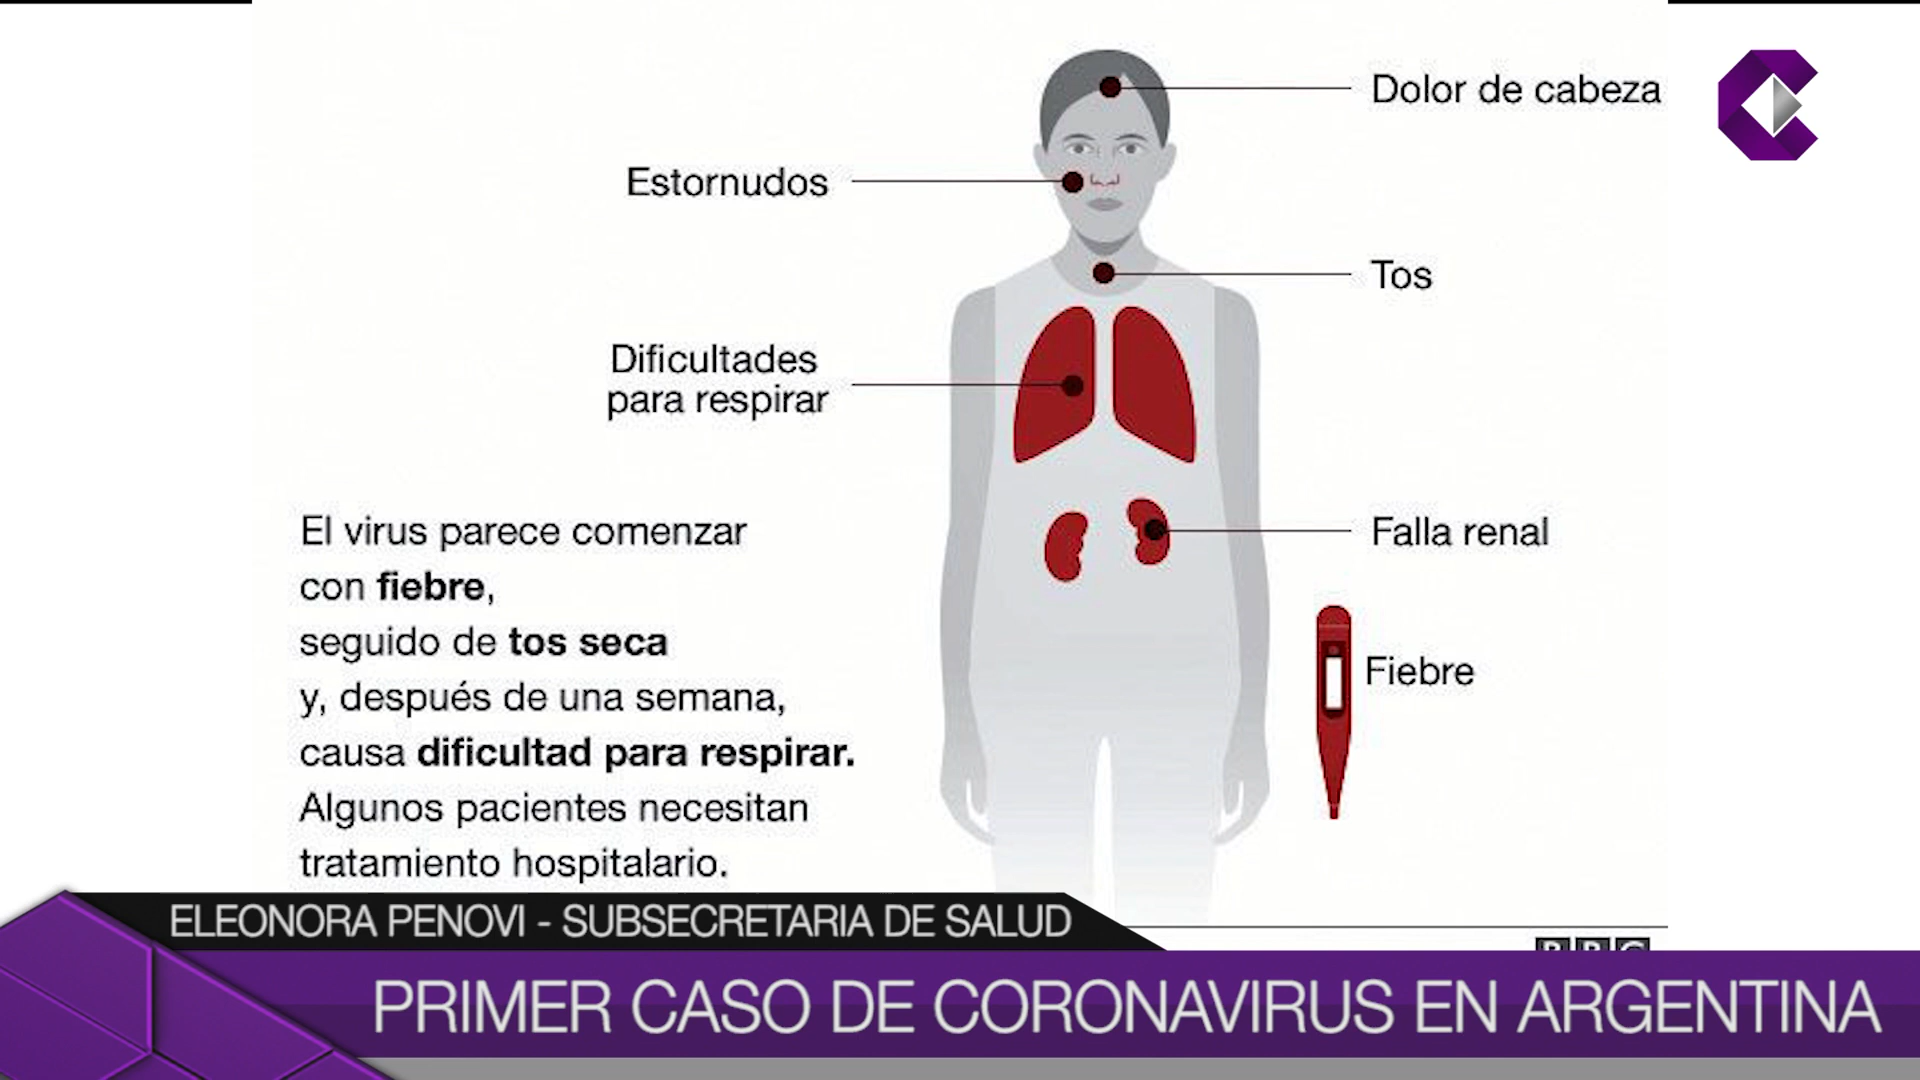 Dolor de cabeza
Estornudos
Tos
Dificultades
para respirar
Falla renal
Fiebre
El virus parece comenzar
con fiebre,
seguido de tos seca
y, después de una semana,
causa dificultad para respirar.
Algunos pacientes necesitan
tratamiento hospitalario.
BBC
ELEONORA PENOVI - SUBSECRETARIA DE SALUD
PRIMER CASO DE CORONAVIRUS EN ARGENTINA